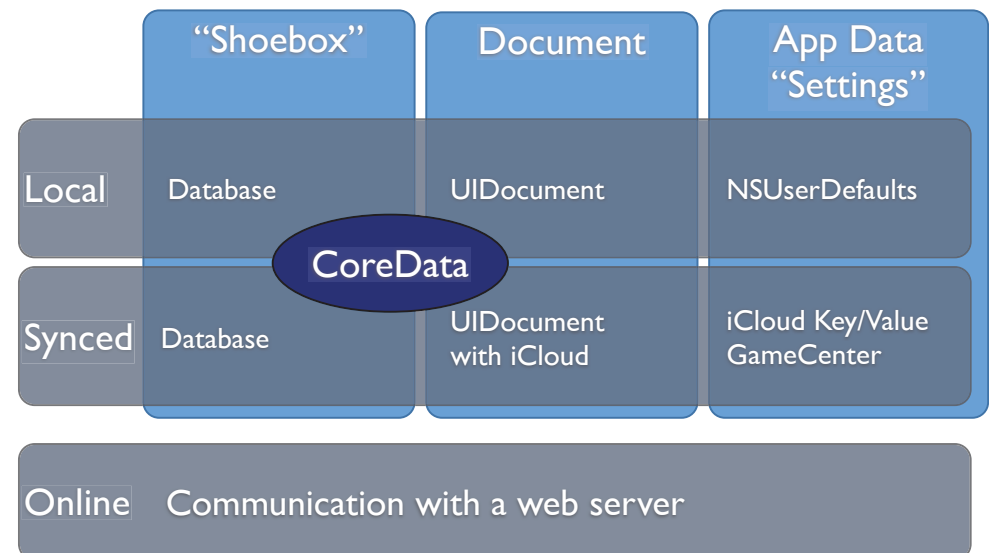 “Shoebox”
Document
App Data
“Settings”
Local
Database
UIDocument
NSUserDefaults
CoreData
Synced
Database
UIDocument
with iCloud
iCloud Key/Value
GameCenter
Online
Communication with a web server